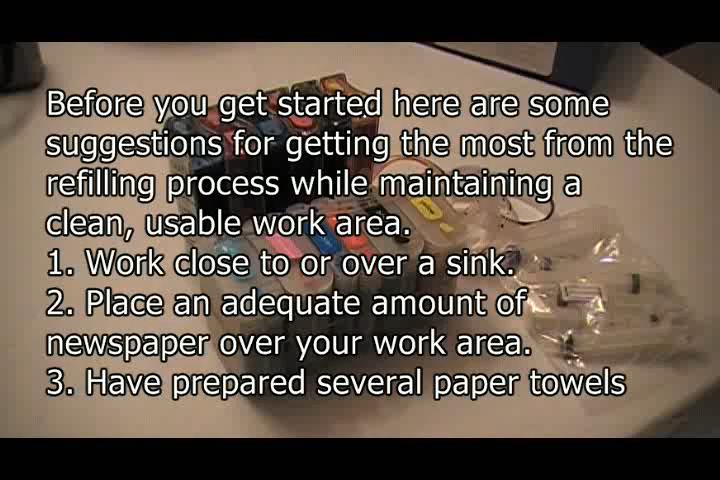 Before you get started here are some
suggestions for getting the most from the
refilling process while maintaining a
clean, usable work area.
1. Work close to or over a sink.
2. Place an adequate amount of
newspaper over your work area.
3. Have prepared several paper towels